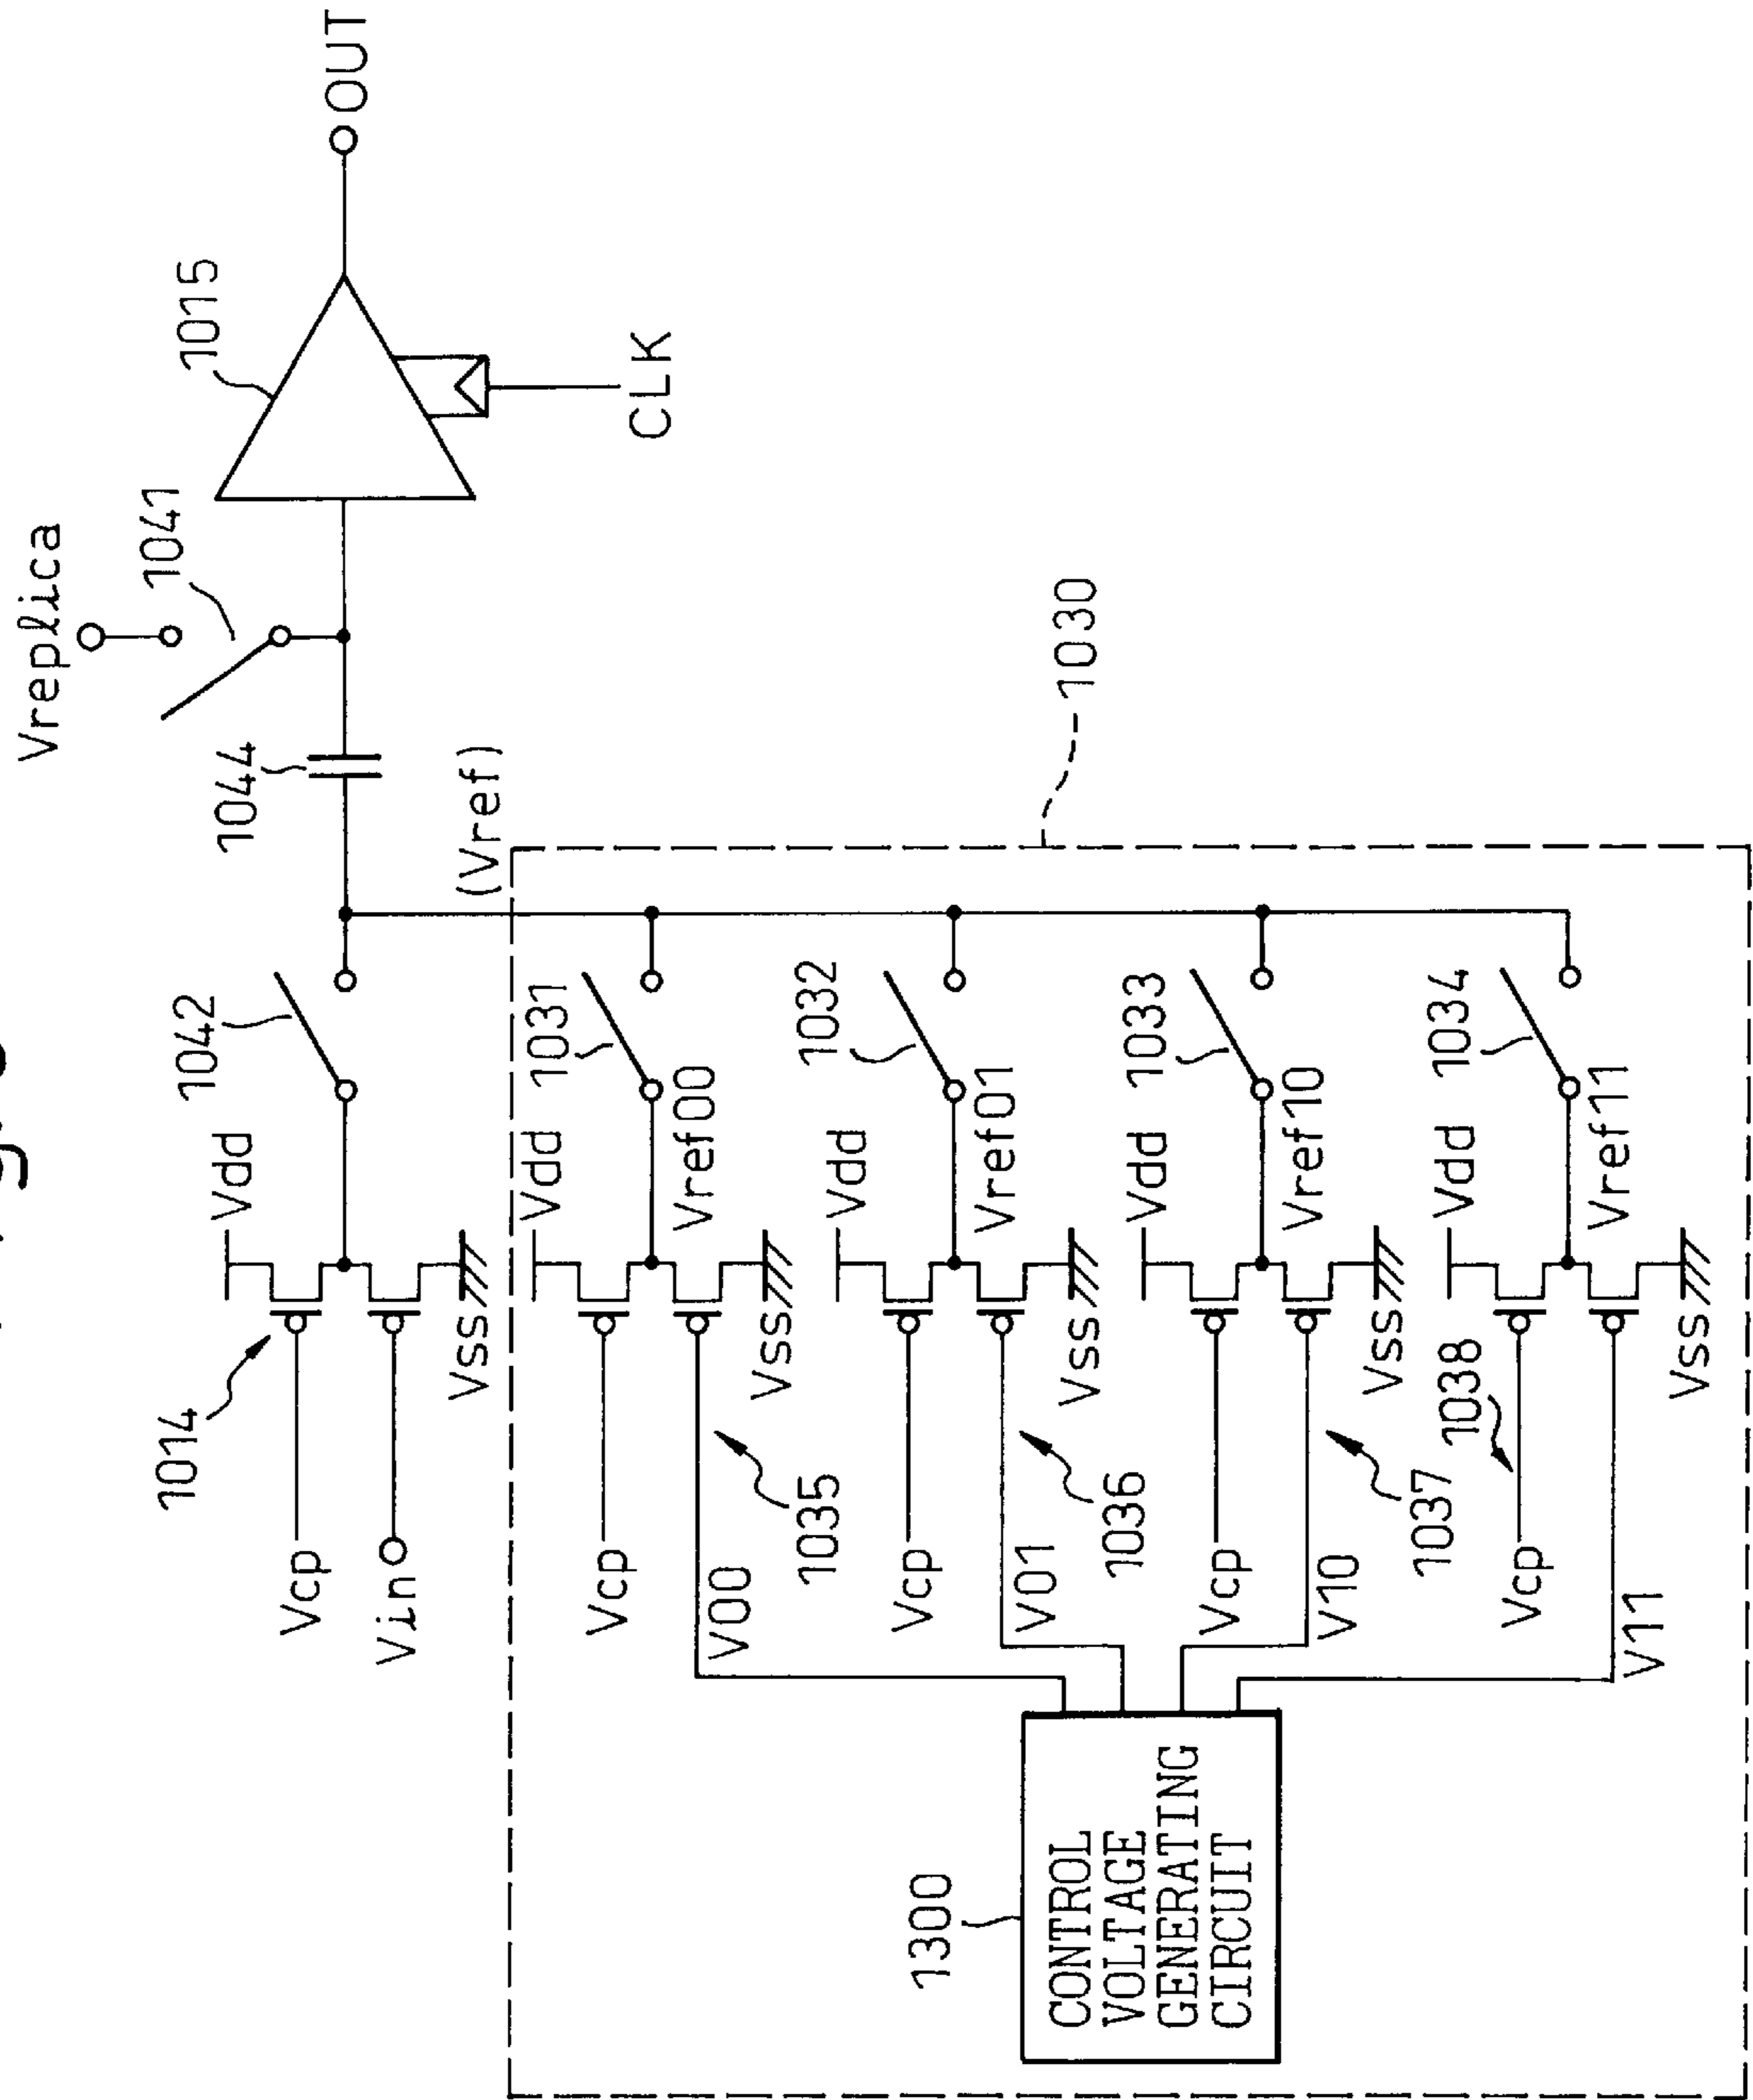 Vreplica
1041
1044
1015
OUT
CLK
(Vref)
1042
1014
Vdd
Vcp
Vin
Vss
1030
Vdd
1031
Vcp
Vref00
V00
Vss
1035
Vdd
1032
Vcp
Vref01
V01
Vss
1036
Vdd
1033
Vcp
Vref10
V10
Vss
1037
Vdd
1034
1038
Vcp
Vref11
V11
Vss
1300
CONTROL
VOLTAGE
GENERATING
CIRCUIT